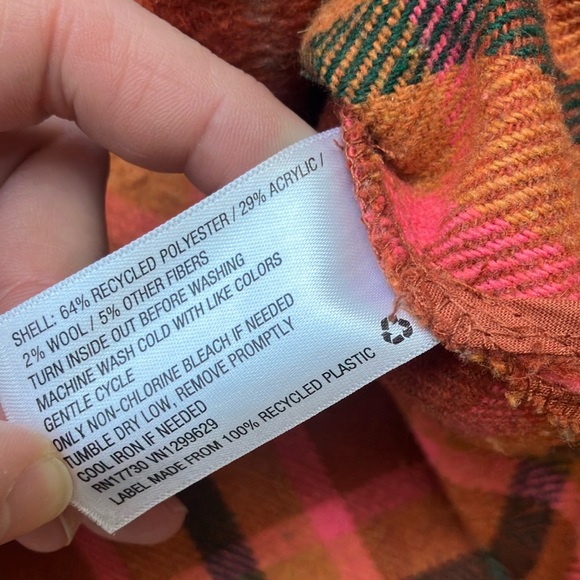 SHELL: 64% RECYCLED POLYESTER / 29% ACRYLIC /
2% WOOL / 5% OTHER FIBERS
TURN INSIDE OUT BEFORE WASHING
MACHINE WASH COLD WITH LIKE COLORS
GENTLE CYCLE
ONLY NON-CHLORINE BLEACH IF NEEDED
TUMBLE DRY LOW, REMOVE PROMPTLY
COOL IRON IF NEEDED
RN17730 VN1299629
LABEL MADE FROM 100% RECYCLED PLASTIC